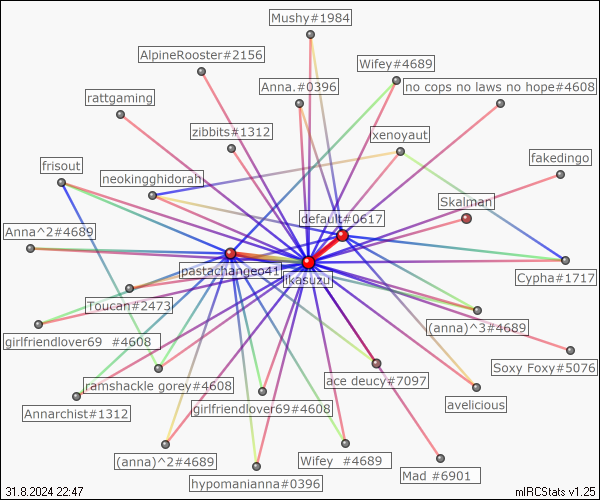 Mushy#1984
AlpineRooster#2156
Wifey#4689
Anna.#0396
no cops no laws no hope#4608
rattgaming
zibbits#1312
xenoyaut
frisout
fakedingo
neokingghidorah
Skalman
default#0617
Anna^2#4689
pastachangeo41
ikasuzu
Cypha#1717
Toucan#2473
(anna)^3#4689
girlfriendlover69 #4608
Soxy Foxy#5076
ramshackle gorey#4608
ace deucy#7097
Annarchist#1312
girlfriendlover69#4608
avelicious
(anna)^2#4689
Wifey #4689
Mad #6901
hypomanianna#0396
31.8.2024 22:47
mIRCStats v1.25